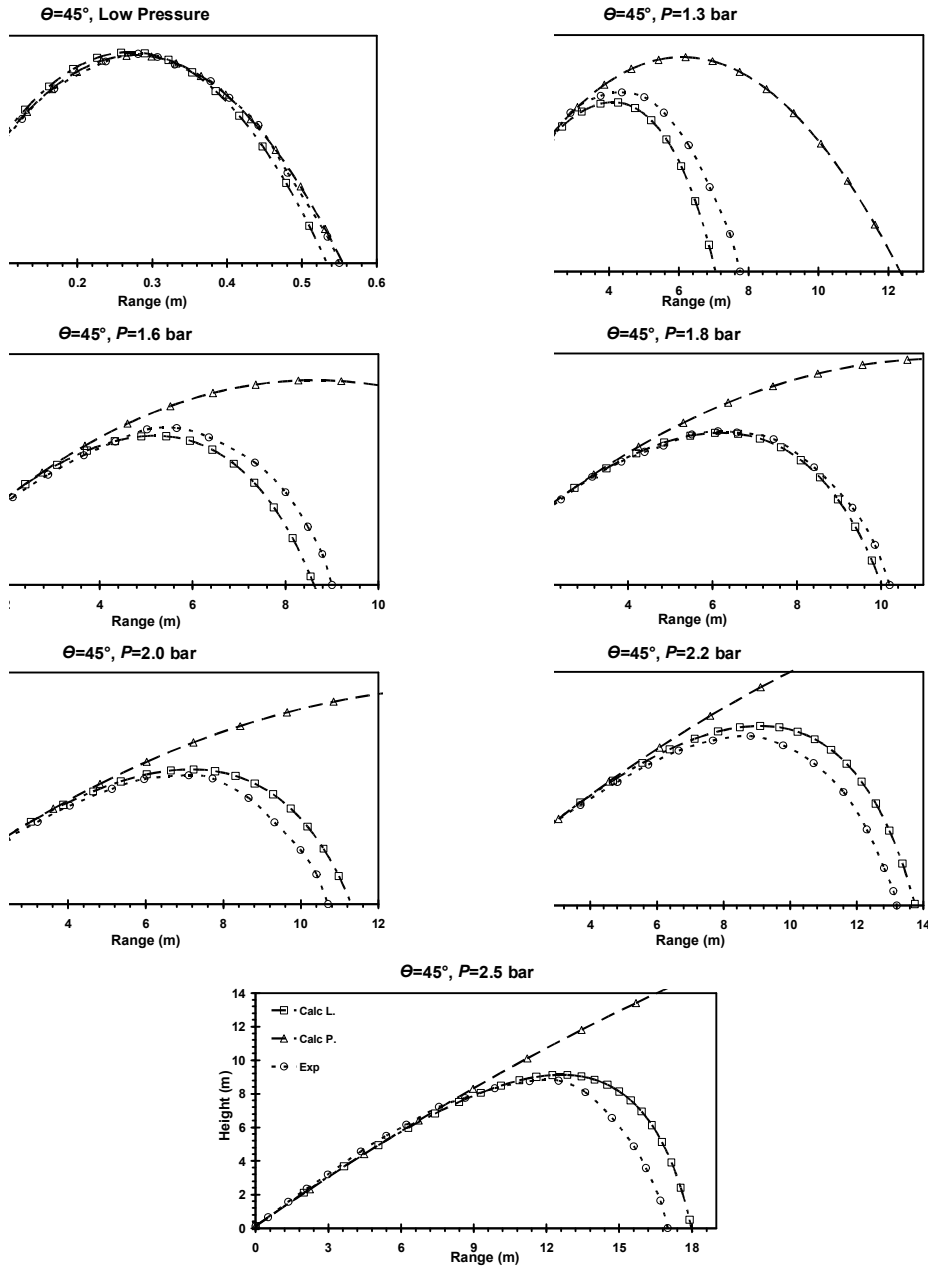 Ɵ=45°, Low Pressure
0.2 0.3 0.4 0.5 0.6
Range (m)
Ɵ=45°, P=1.3 bar
4 6 8 10 12
Range (m)
Ɵ=45°, P=1.6 bar
4 6 8 10
Range (m)
Ɵ=45°, P=1.8 bar
4 6 8 10
Range (m)
Ɵ=45°, P=2.0 bar
4 6 8 10 12
Range (m)
Ɵ=45°, P=2.2 bar
4 6 8 10 12 14
Range (m)
Ɵ=45°, P=2.5 bar
Height (m)
14
12
10
8
6
4
2
0
Calc L.
Calc P.
Exp
0 3 6 9 12 15 18
Range (m)